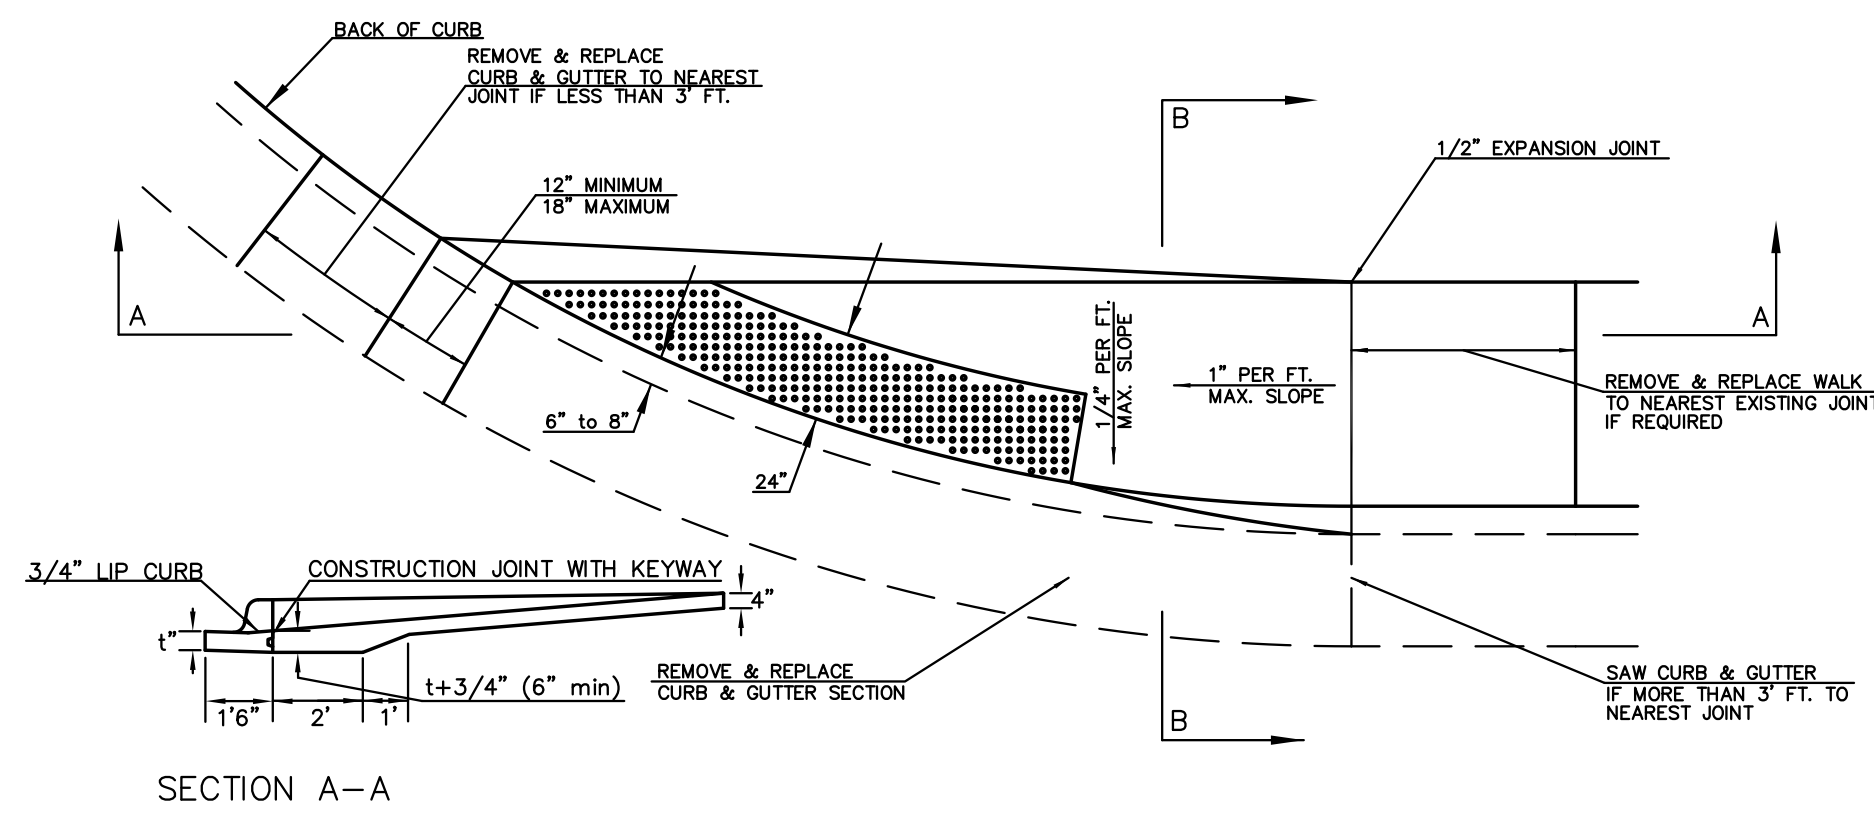 BACK OF CURB
REMOVE & REPLACE
CURB & GUTTER TO NEAREST
JOINT IF LESS THAN 3' FT.
B
1/2" EXPANSION JOINT
12" MINIMUM
18" MAXIMUM
A
A
1/4" PER FT.
MAX. SLOPE
1" PER FT.
MAX. SLOPE
REMOVE & REPLACE WALK
TO NEAREST EXISTING JOINT
IF REQUIRED
6" to 8"
24"
3/4" LIP CURB
CONSTRUCTION JOINT WITH KEYWAY
4"
t"
t+3/4" (6" min)
1'6"
2'
1'
REMOVE & REPLACE
CURB & GUTTER SECTION
B
SAW CURB & GUTTER
IF MORE THAN 3' FT. TO
NEAREST JOINT
SECTION A-A